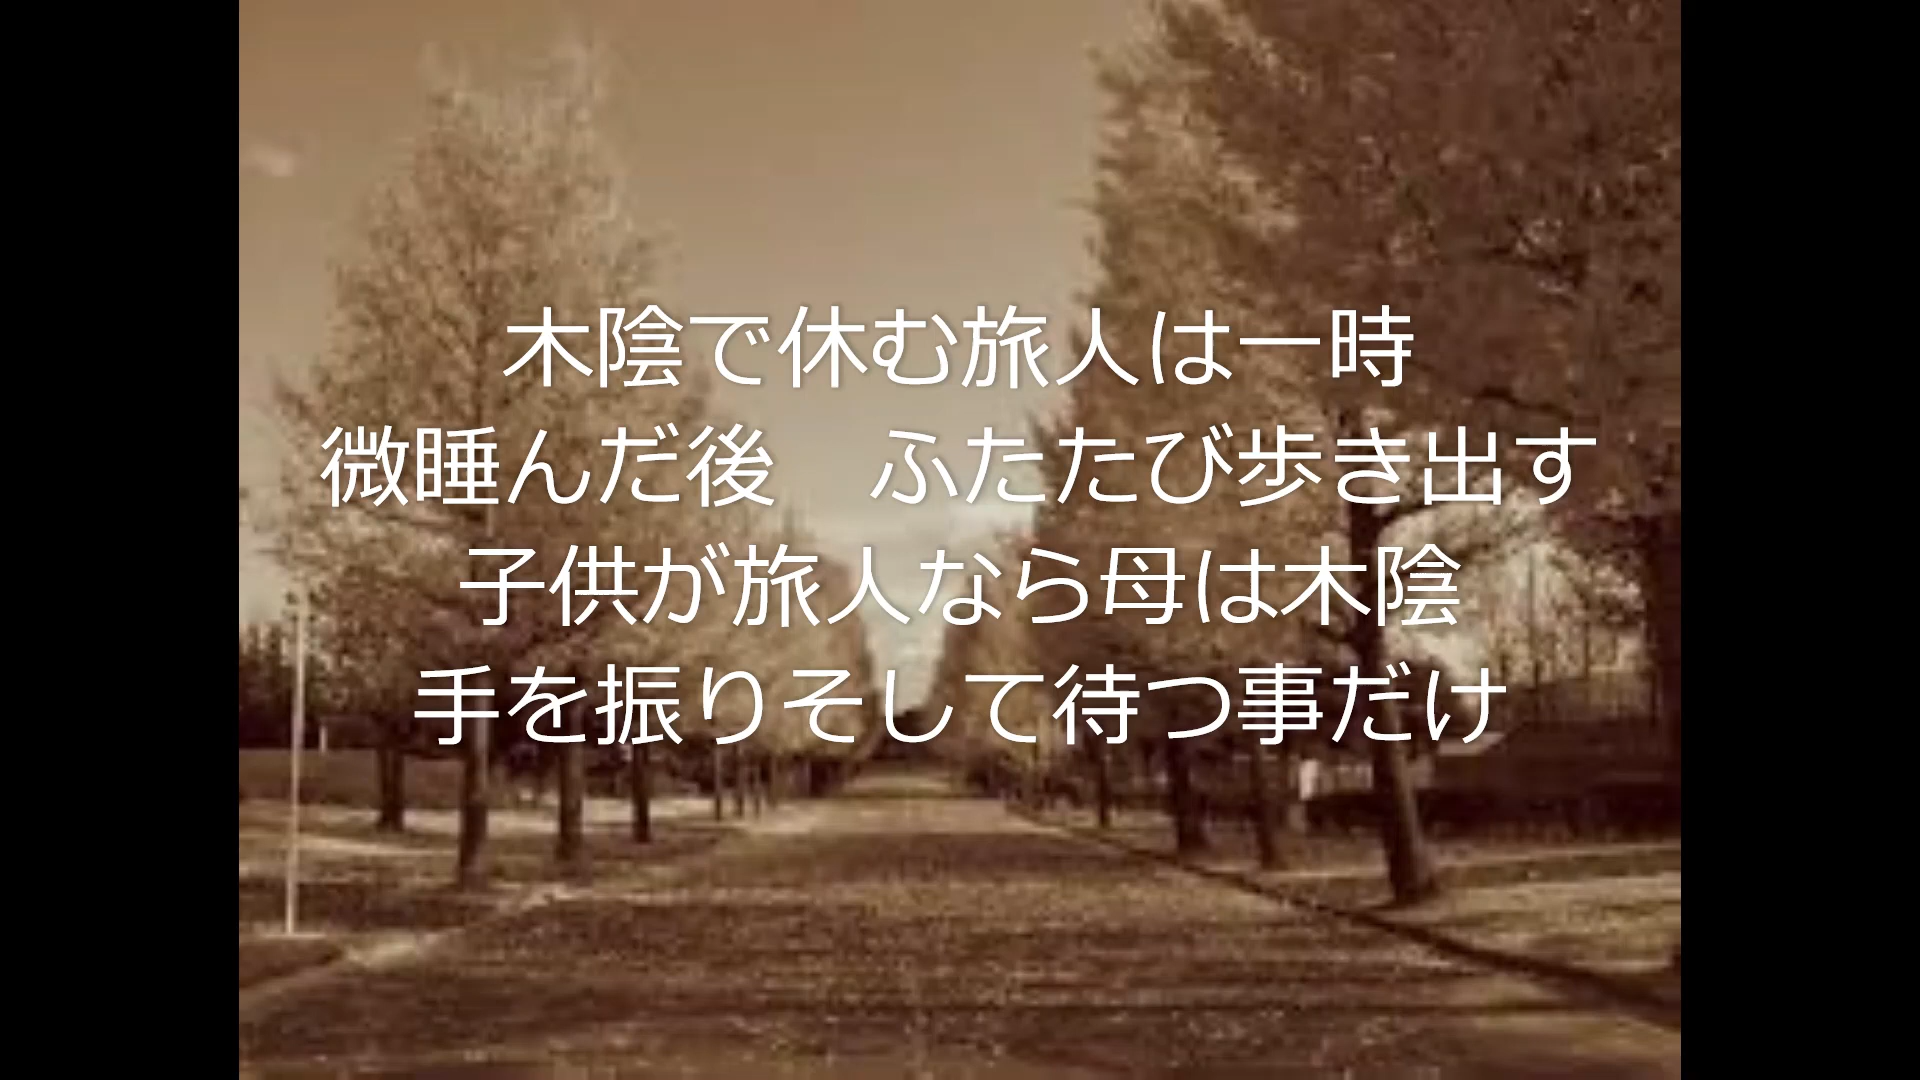 木陰で休む旅人は一時
微睡んだ後　ふたたび歩き出す
子供が旅人なら母は木陰
手を振りそして待つ事だけ